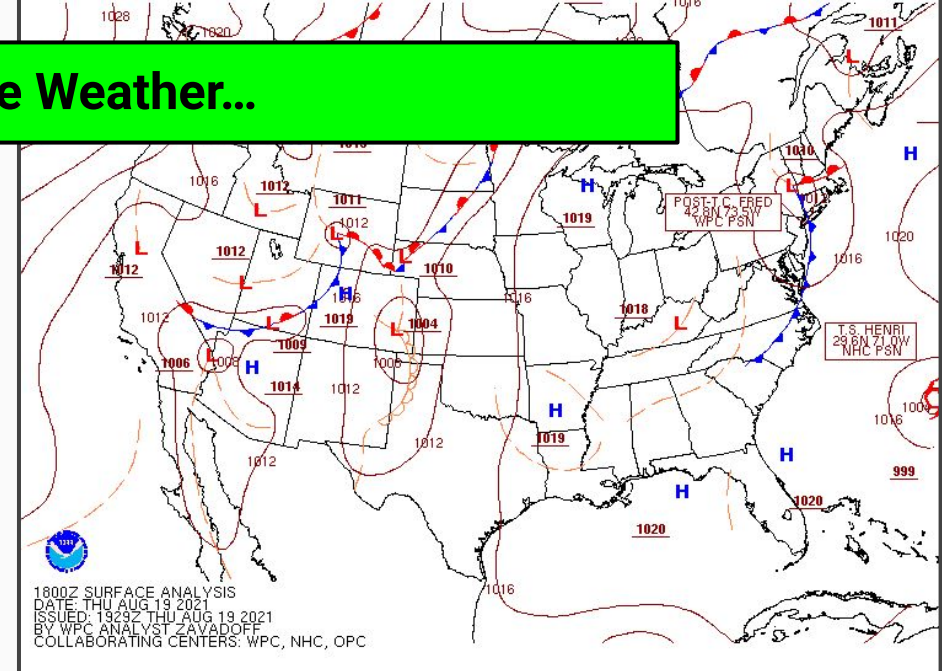 1028
1020
1016
1011
e Weather...
1016
1012
1011
1012
1019
1010
POST-T.C. FRED
42.8N 73.5W
WPC PSN
1020
1016
1012
1012
1010
1016
1016
1019
1018
1004
1012
1009
T.S. HENRI
29.6N 71.0W
NHC PSN
1006
1008
1008
1014
1012
1004
1016
1019
1012
1012
999
1020
1020
1016
L
H
1800Z SURFACE ANALYSIS
DATE: THU AUG 19 2021
ISSUED: 1929Z THU AUG 19 2021
BY WPC ANALYST ZAVADOFF
COLLABORATING CENTERS: WPC, NHC, OPC